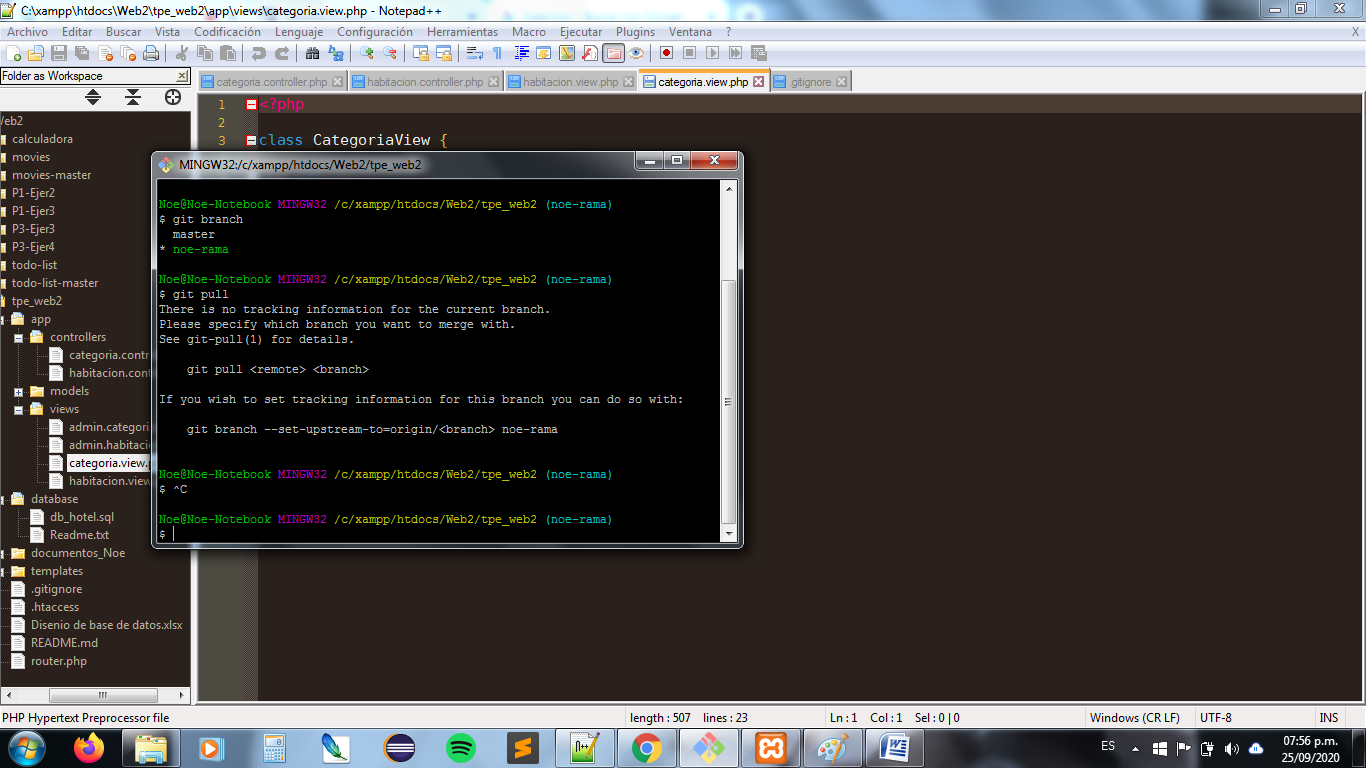 C:\xampp\htdocs\Web2\tpe_web2\app\views\categoria.view.php - Notepad++
Archivo Editar Buscar Vista Codificación Lenguaje Configuración Herramientas Macro Ejecutar Plugins Ventana ? X
Folder as Workspace
categoria.controller.php habitacion.controller.php habitacion.view.php categoria.view.php .gitignore
/eb2
calculadora
movies
movies-master
P1-Ejer2
P1-Ejer3
P3-Ejer3
P3-Ejer4
todo-list
todo-list-master
tpe_web2
app
controllers
categoria.contr
habitacion.con
models
views
admin.categori
admin.habitaci
categoria.view.p
habitacion.view
database
db_hotel.sql
Readme.txt
documentos_Noe
templates
.gitignore
.htaccess
Disenio de base de datos.xlsx
README.md
router.php
1 <?php
2
3 class CategoriaView {
MINGW32:/c/xampp/htdocs/Web2/tpe_web2
Noe@Noe-Notebook MINGW32 /c/xampp/htdocs/Web2/tpe_web2 (noe-rama)
$ git branch
master
* noe-rama
Noe@Noe-Notebook MINGW32 /c/xampp/htdocs/Web2/tpe_web2 (noe-rama)
$ git pull
There is no tracking information for the current branch.
Please specify which branch you want to merge with.
See git-pull(1) for details.
git pull <remote> <branch>
If you wish to set tracking information for this branch you can do so with:
git branch --set-upstream-to=origin/<branch> noe-rama
Noe@Noe-Notebook MINGW32 /c/xampp/htdocs/Web2/tpe_web2 (noe-rama)
$ ^C
Noe@Noe-Notebook MINGW32 /c/xampp/htdocs/Web2/tpe_web2 (noe-rama)
$
PHP Hypertext Preprocessor file length : 507 lines : 23 Ln : 1 Col : 1 Sel : 0 | 0 Windows (CR LF) UTF-8 INS
ES
07:56 p.m.
25/09/2020